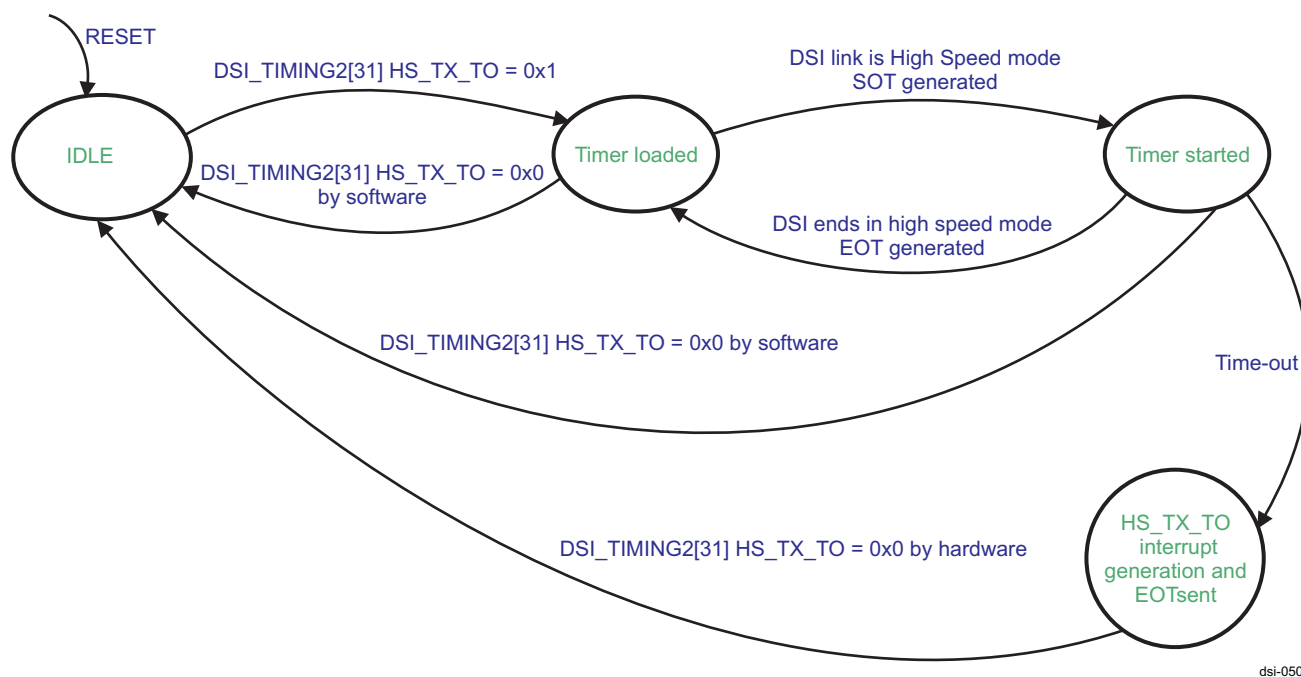 RESET
DSI_TIMING2[31] HS_TX_TO = 0x1
DSI link is High Speed mode
SOT generated
IDLE
Timer loaded
Timer started
DSI_TIMING2[31] HS_TX_TO = 0x0
by software
DSI ends in high speed mode
EOT generated
DSI_TIMING2[31] HS_TX_TO = 0x0 by software
Time-out
HS_TX_TO
interrupt
generation and
EOTsent
DSI_TIMING2[31] HS_TX_TO = 0x0 by hardware
dsi-050